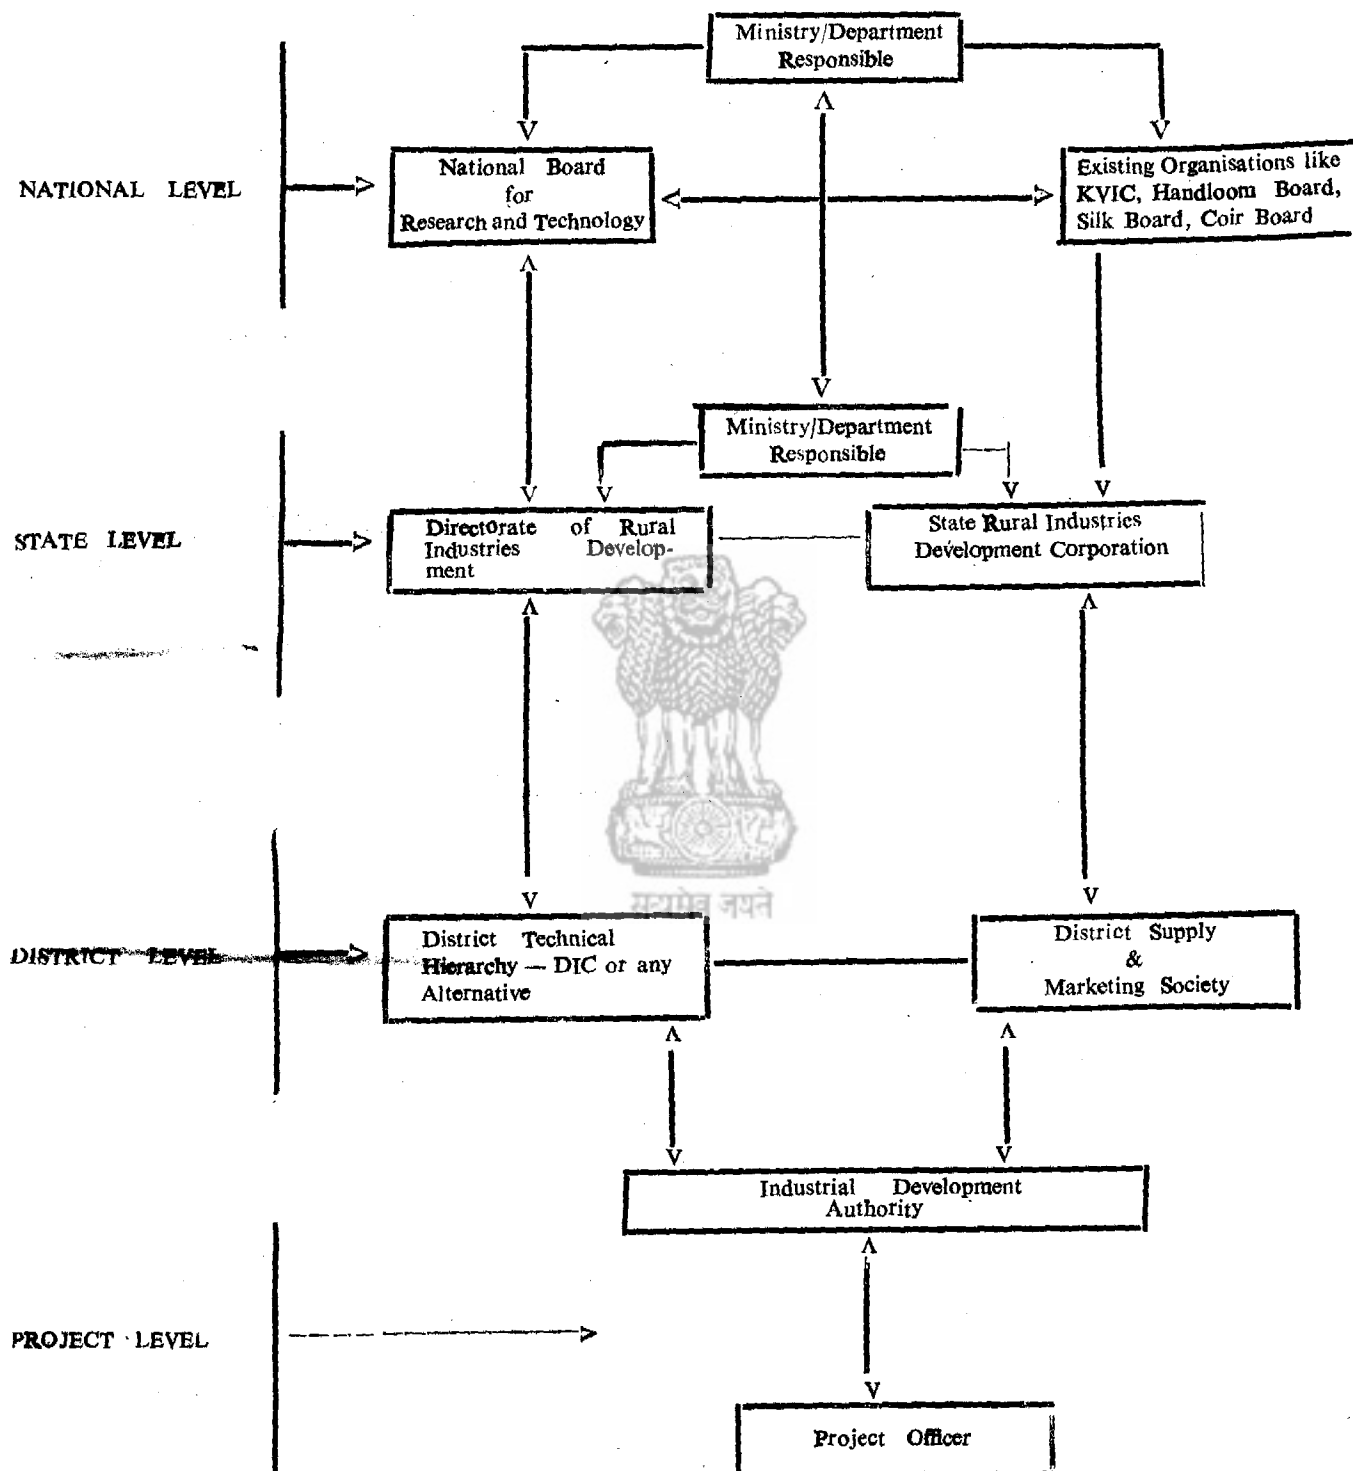 Ministry/Department
Responsible
NATIONAL LEVEL
National Board
for
Research and Technology
Existing Organisations like
KVIC, Handloom Board,
Silk Board, Coir Board
Ministry/Department
Responsible
STATE LEVEL
Directorate of Rural
Industries Develop-
ment
State Rural Industries
Development Corporation
सत्यमेव जयते
DISTRICT LEVEL
District Technical
Hierarchy — DIC or any
Alternative
District Supply
&
Marketing Society
Industrial Development
Authority
PROJECT LEVEL
Project Officer